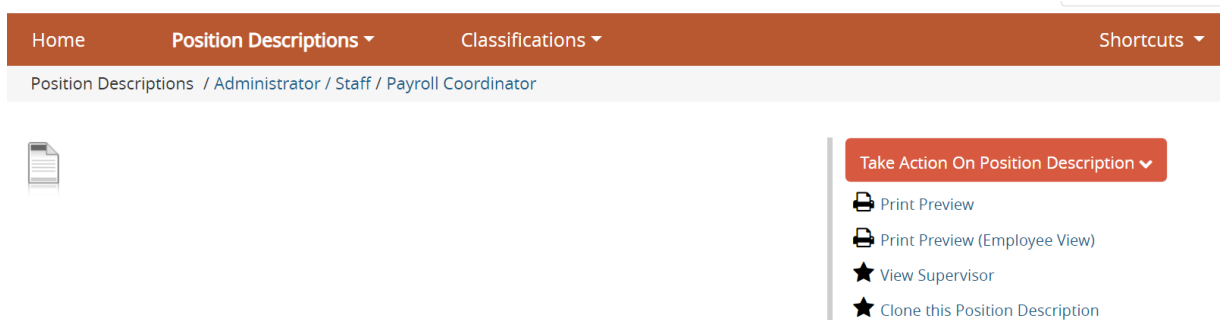 Home Position Descriptions Classifications Shortcuts
Position Descriptions / Administrator / Staff / Payroll Coordinator
Take Action On Position Description
Print Preview
Print Preview (Employee View)
View Supervisor
Clone this Position Description